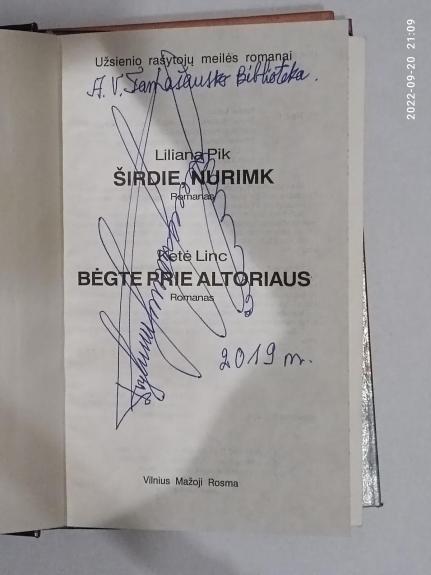 2022-09-20 21:09
Užsienio rašytojų meilės romanai
A. V. Tamašausko Biblioteka.
Liliana Pik
ŠIRDIE, NURIMK
Romanas
Ketė Linc
BĖGTE PRIE ALTORIAUS
Romanas
2019 m.
Vilnius Mažoji Rosma